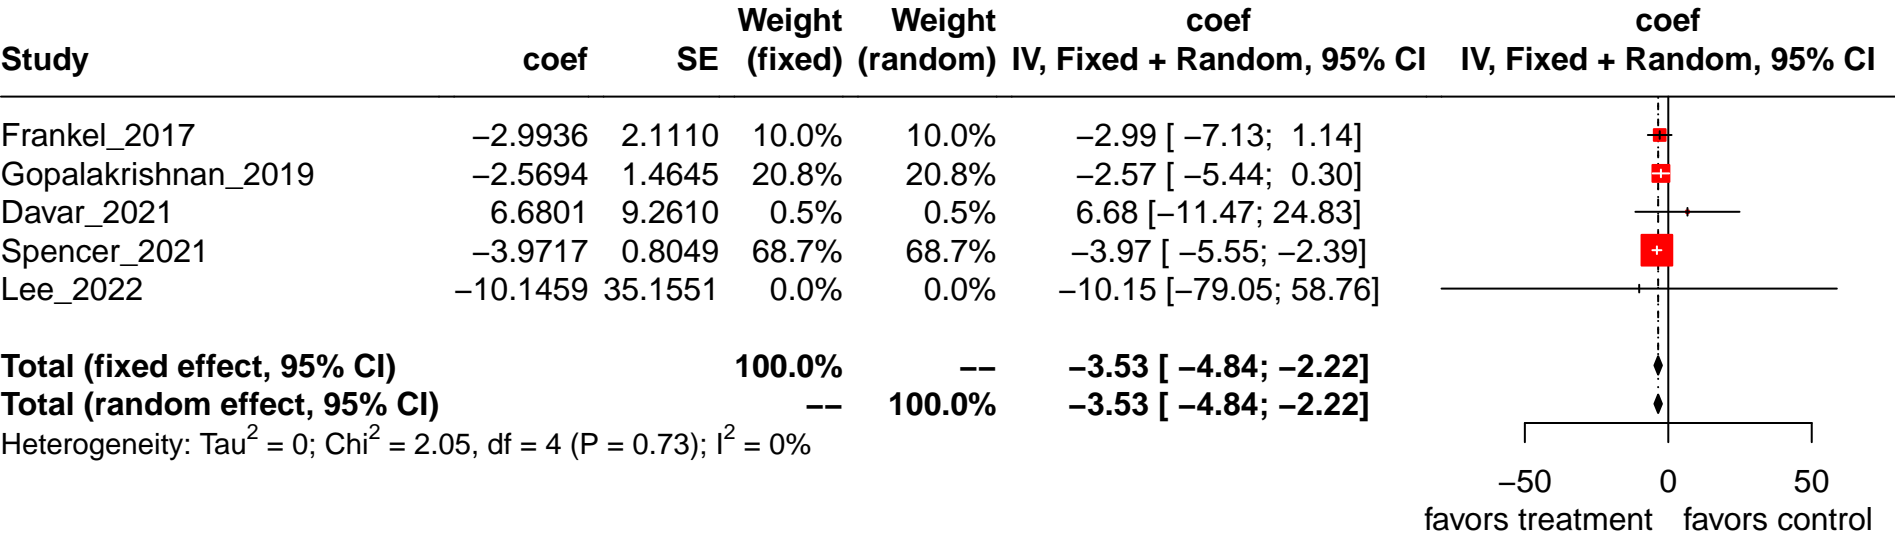 Weight Weight coef coef
Study coef SE (fixed) (random) IV, Fixed + Random, 95% CI IV, Fixed + Random, 95% CI
Frankel_2017 −2.9936 2.1110 10.0% 10.0% −2.99 [ −7.13; 1.14]
Gopalakrishnan_2019 −2.5694 1.4645 20.8% 20.8% −2.57 [ −5.44; 0.30]
Davar_2021 6.6801 9.2610 0.5% 0.5% 6.68 [−11.47; 24.83]
Spencer_2021 −3.9717 0.8049 68.7% 68.7% −3.97 [ −5.55; −2.39]
Lee_2022 −10.1459 35.1551 0.0% 0.0% −10.15 [−79.05; 58.76]
Total (fixed effect, 95% CI) 100.0% −− −3.53 [ −4.84; −2.22]
Total (random effect, 95% CI) −− 100.0% −3.53 [ −4.84; −2.22]
Heterogeneity: Tau² = 0; Chi² = 2.05, df = 4 (P = 0.73); I² = 0%
−50 0 50
favors treatment favors control